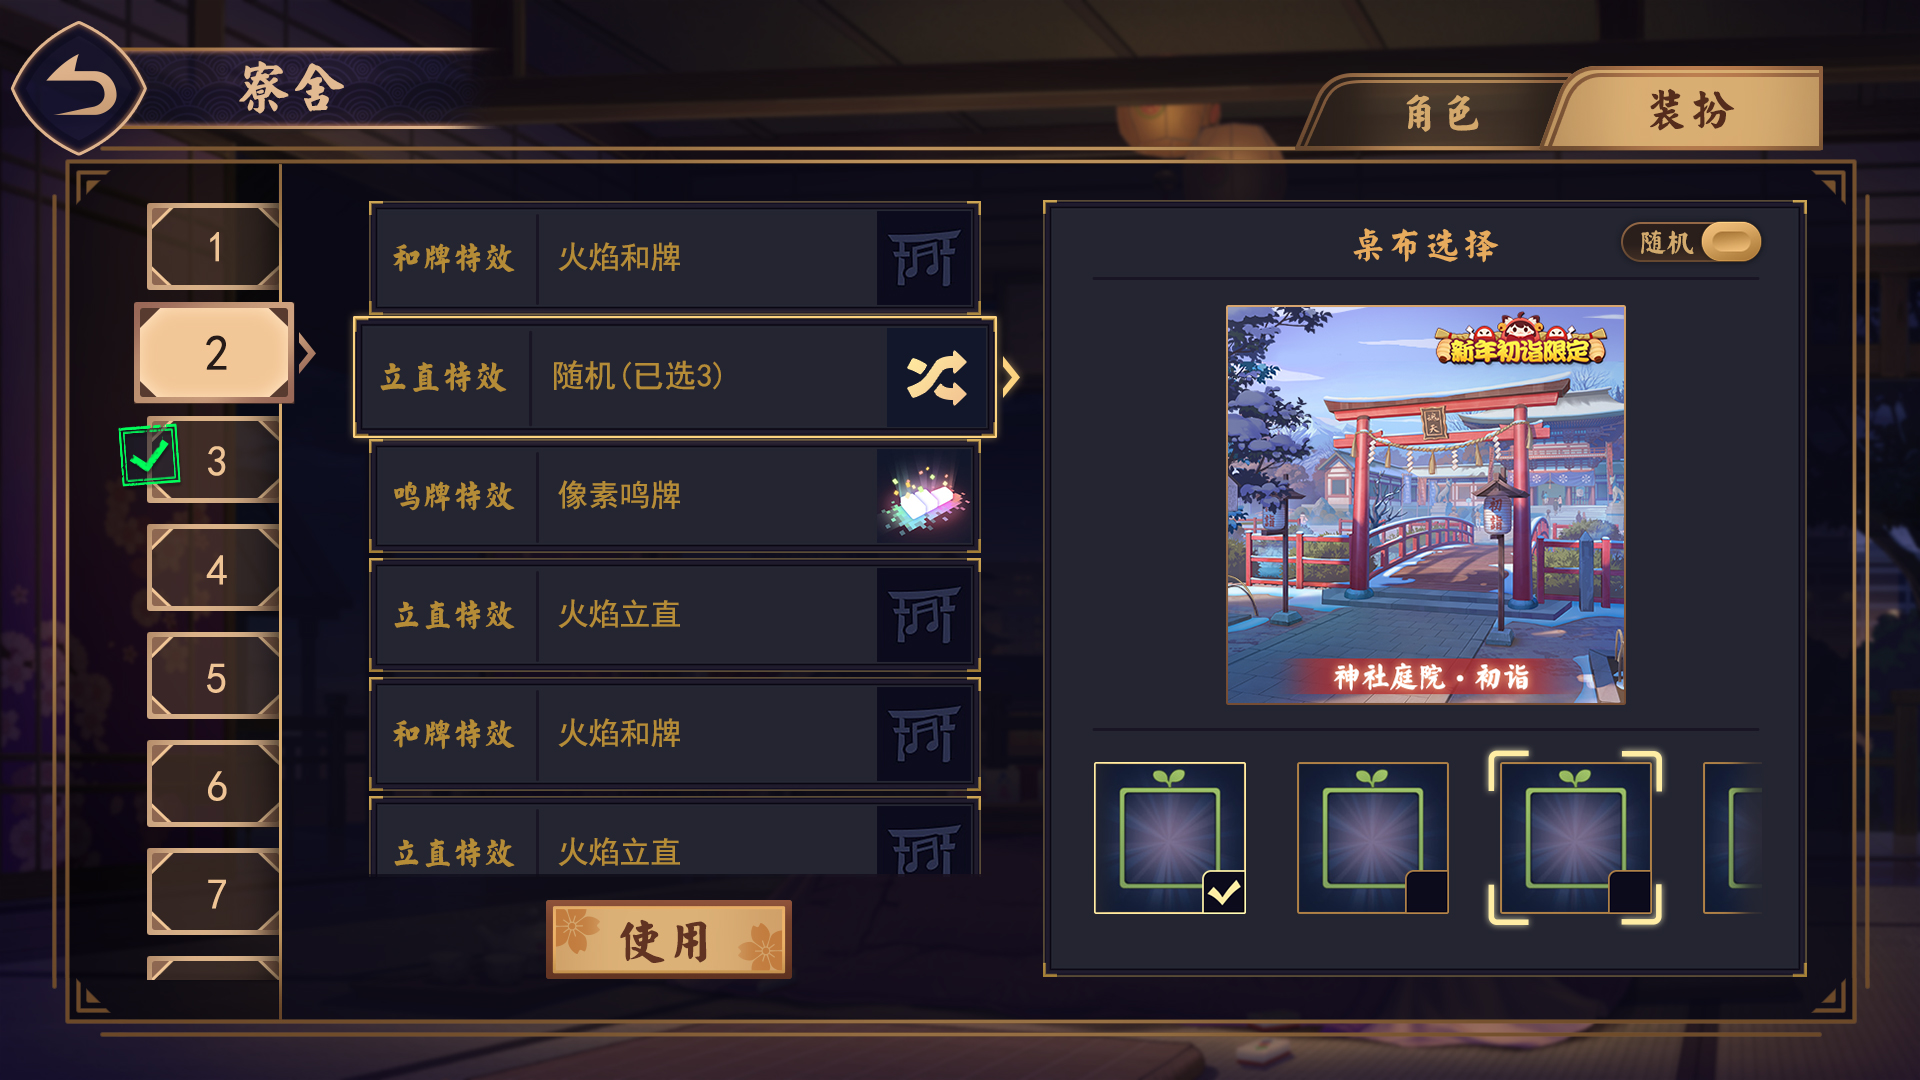 寮舍
角色
装扮
1
2
3
4
5
6
7
和牌特效
火焰和牌
立直特效
随机(已选3)
鸣牌特效
像素鸣牌
立直特效
火焰立直
和牌特效
火焰和牌
立直特效
火焰立直
使用
桌布选择
随机
新年初诣限定
初诣
神社庭院·初诣